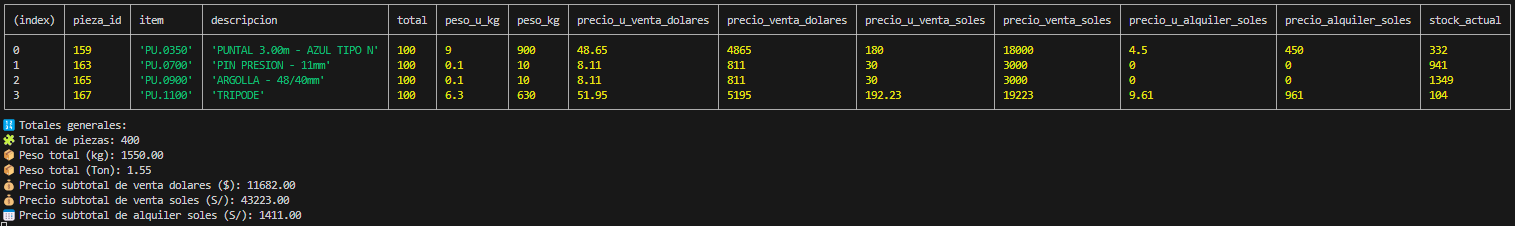 (index) pieza_id item descripcion total peso_u_kg peso_kg precio_u_venta_dolares precio_venta_dolares precio_u_venta_soles precio_venta_soles precio_u_alquiler_soles precio_alquiler_soles stock_actual
0 159 'PU.0350' 'PUNTAL 3.00m - AZUL TIPO N' 100 9 900 48.65 4865 180 18000 4.5 450 332
1 163 'PU.0700' 'PIN PRESION - 11mm' 100 0.1 10 8.11 811 30 3000 0 0 941
2 165 'PU.0900' 'ARGOLLA - 48/40mm' 100 0.1 10 8.11 811 30 3000 0 0 1349
3 167 'PU.1100' 'TRIPODE' 100 6.3 630 51.95 5195 192.23 19223 9.61 961 104
Totales generales:
Total de piezas: 400
Peso total (kg): 1550.00
Peso total (Ton): 1.55
Precio subtotal de venta dolares ($): 11682.00
Precio subtotal de venta soles (S/): 43223.00
Precio subtotal de alquiler soles (S/): 1411.00